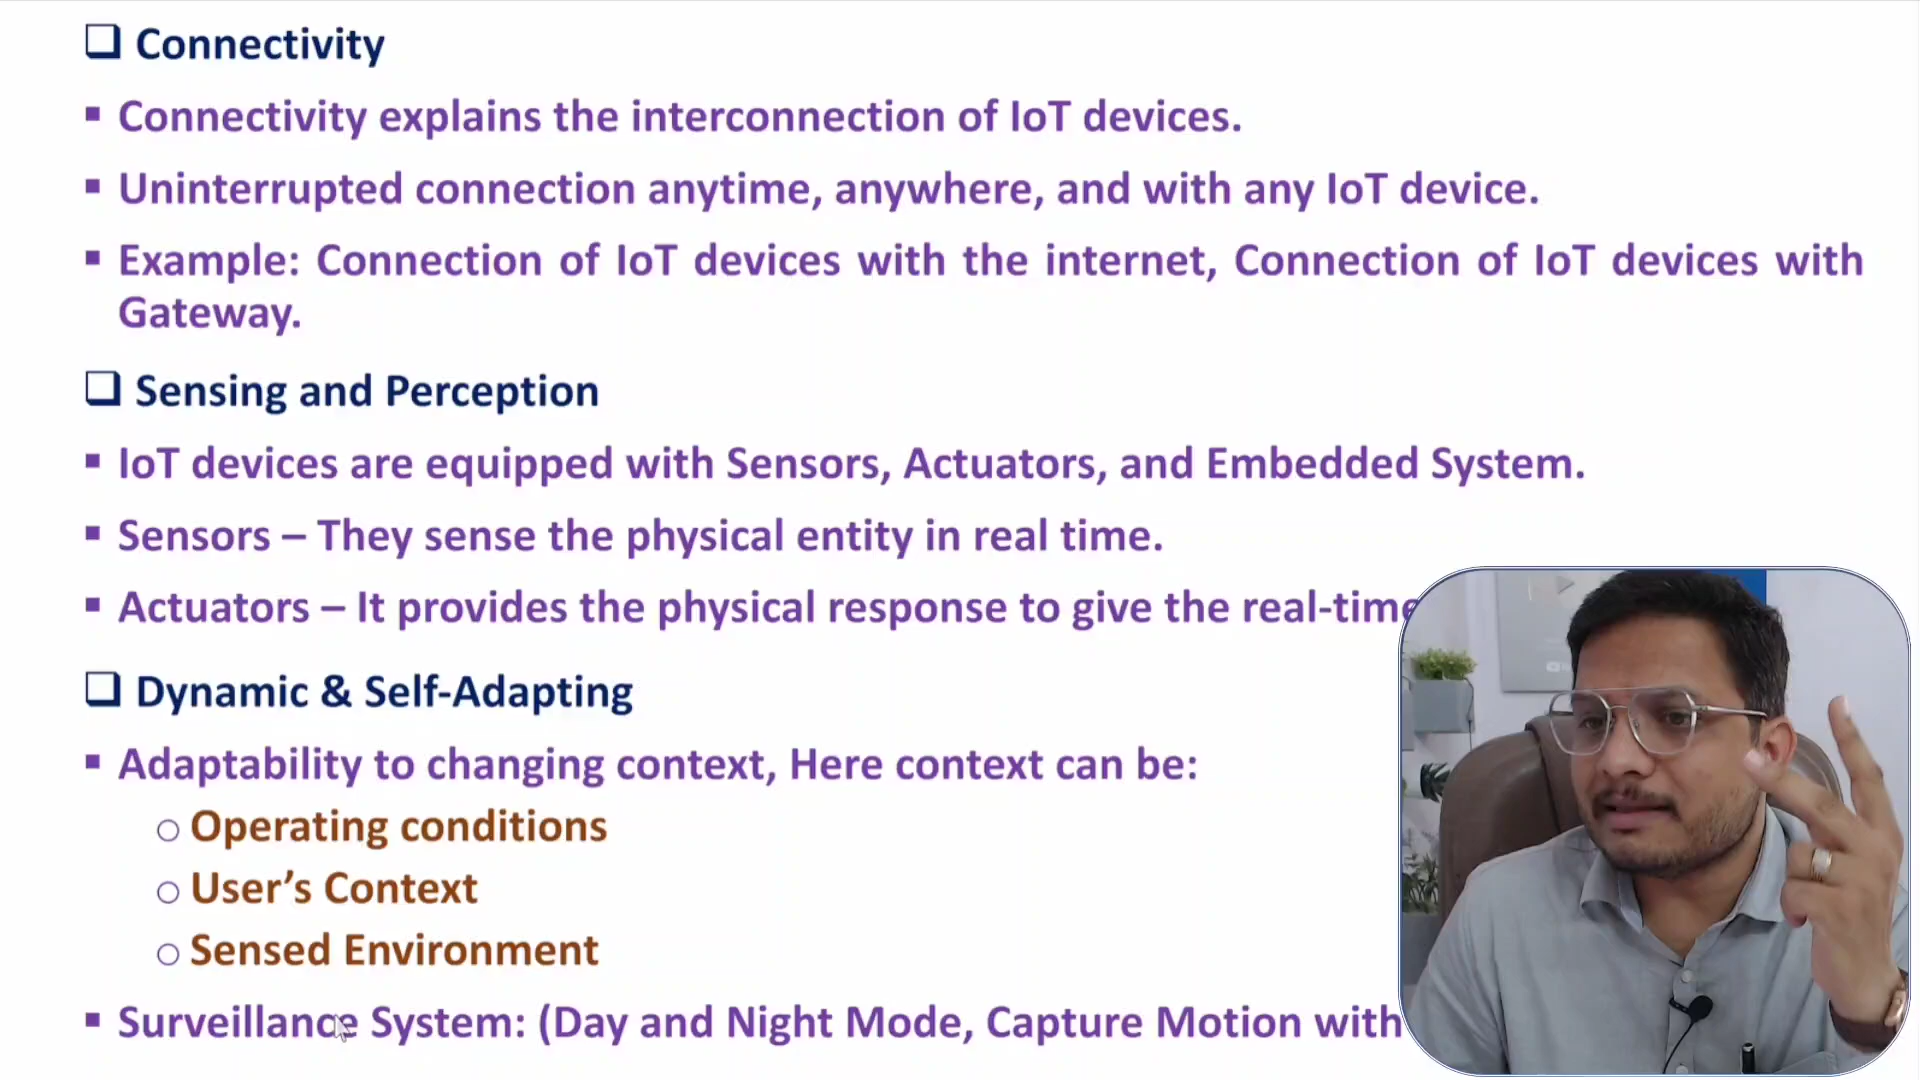 Connectivity
Connectivity explains the interconnection of IoT devices.
Uninterrupted connection anytime, anywhere, and with any IoT device.
Example: Connection of IoT devices with the internet, Connection of IoT devices with
Gateway.
Sensing and Perception
IoT devices are equipped with Sensors, Actuators, and Embedded System.
Sensors – They sense the physical entity in real time.
Actuators – It provides the physical response to give the real-time
Dynamic & Self-Adapting
Adaptability to changing context, Here context can be:
Operating conditions
User’s Context
Sensed Environment
Surveillance System: (Day and Night Mode, Capture Motion with